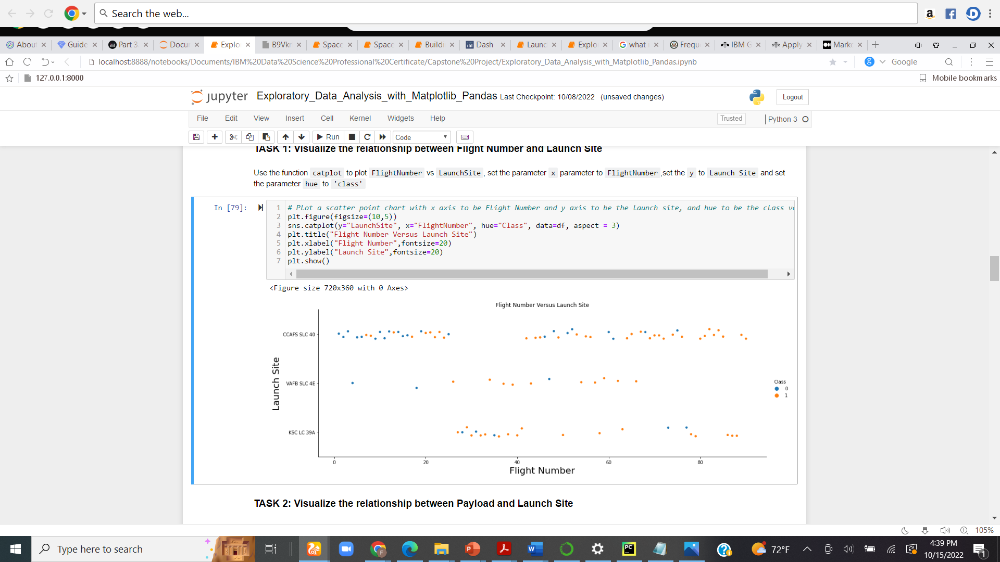 Search the web...
Abou
Guide
Part 3.
Docu
Explo
B9Vkr
Space
Space
Buildi
Dash
Launc
Explo
what
Frequ
IBM G
Apply
Marko
localhost:8888/notebooks/Documents/IBM%20Data%20Science%20Professional%20Certificate/Capstone%20Project/Exploratory_Data_Analysis_with_Matplotlib_Pandas.ipynb
Google
127.0.0.1:8000
Mobile bookmarks
jupyter Exploratory_Data_Analysis_with_Matplotlib_Pandas Last Checkpoint: 10/08/2022 (unsaved changes)
Logout
File Edit View Insert Cell Kernel Widgets Help
Trusted
Python 3
Run
Code
TASK 1: Visualize the relationship between Flight Number and Launch Site
Use the function catplot to plot FlightNumber vs LaunchSite, set the parameter x parameter to FlightNumber ,set the y to Launch Site and set
the parameter hue to 'class'
In [79]:
1 # Plot a scatter point chart with x axis to be Flight Number and y axis to be the launch site, and hue to be the class va
2 plt.figure(figsize=(10,5))
3 sns.catplot(y="LaunchSite", x="FlightNumber", hue="Class", data=df, aspect = 3)
4 plt.title("Flight Number Versus Launch Site")
5 plt.xlabel("Flight Number",fontsize=20)
6 plt.ylabel("Launch Site",fontsize=20)
7 plt.show()
<Figure size 720x360 with 0 Axes>
Flight Number Versus Launch Site
CCAFS SLC 40
VAFB SLC 4E
KSC LC 39A
Launch Site
Class
0
1
0 20 40 60 80
Flight Number
TASK 2: Visualize the relationship between Payload and Launch Site
105%
Type here to search
72°F
4:39 PM
10/15/2022
1